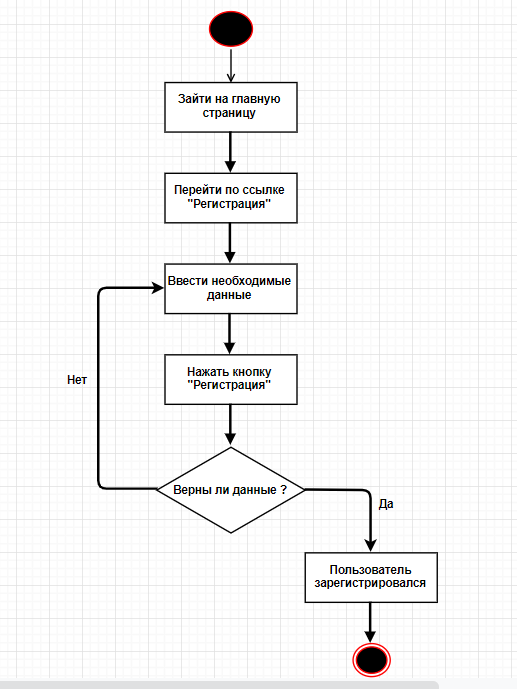 Зайти на главную
страницу
Перейти по ссылке
"Регистрация"
Ввести необходимые
данные
Нажать кнопку
"Регистрация"
Нет
Верны ли данные ?
Да
Пользователь
зарегистрировался